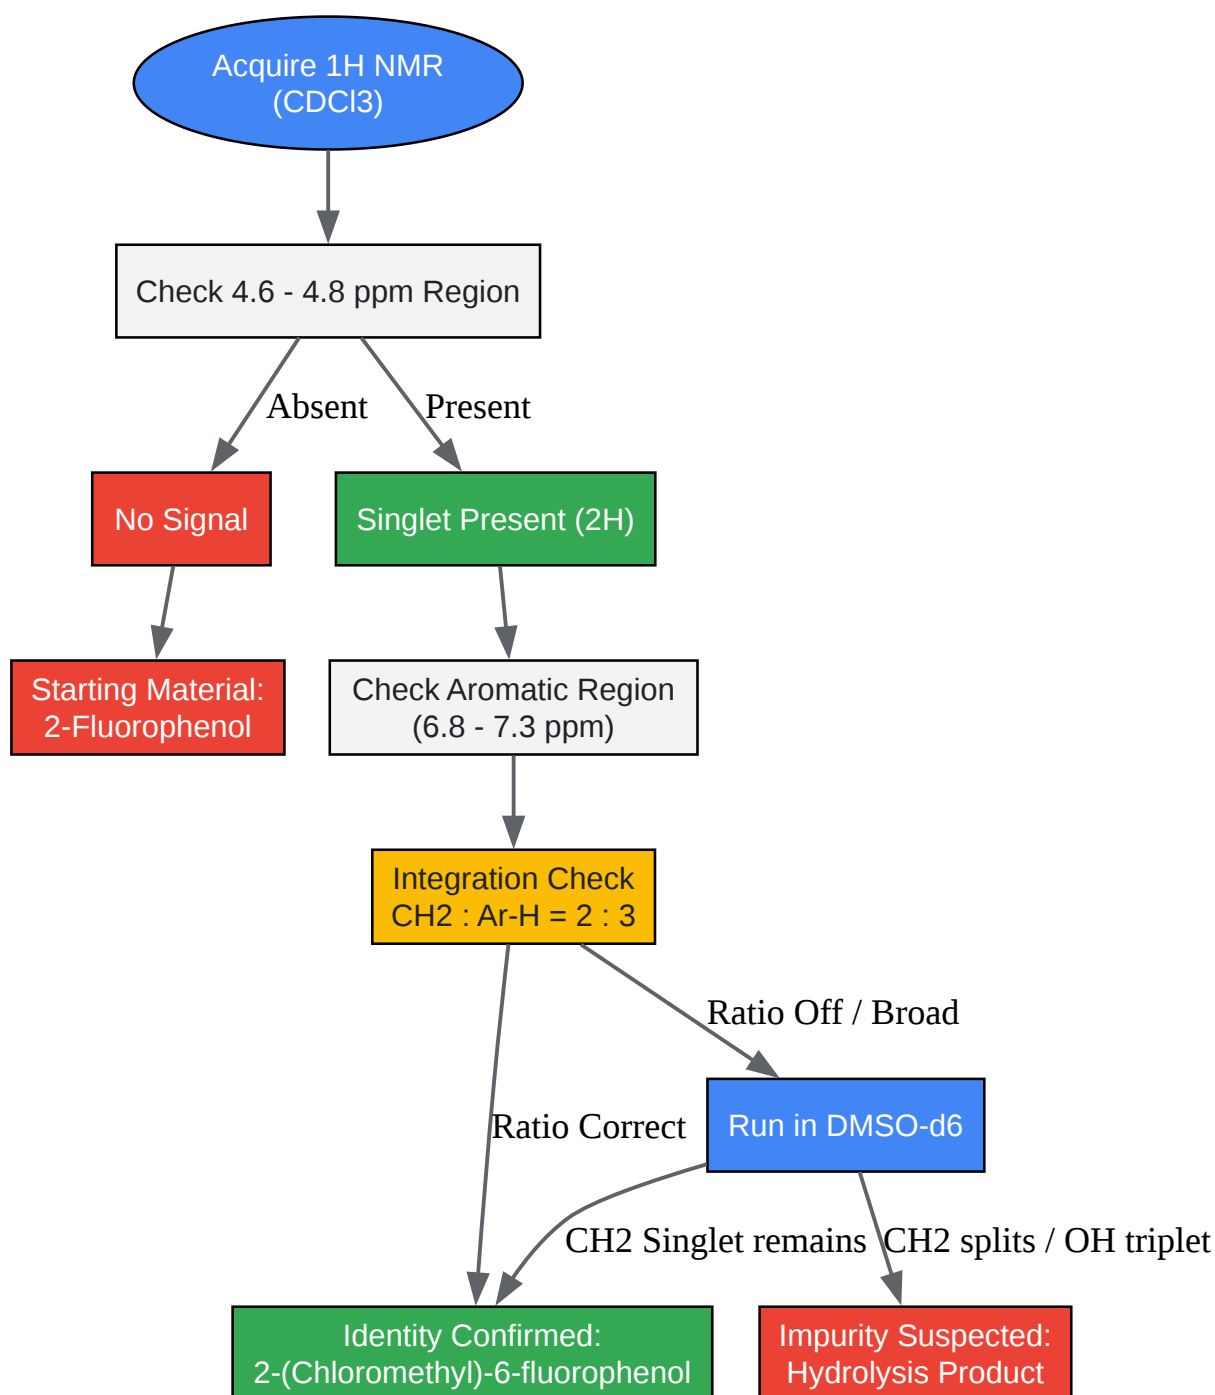 Acquire 1H NMR
(CDCl3)
Check 4.6 - 4.8 ppm Region
Absent
Present
No Signal
Singlet Present (2H)
Starting Material:
2-Fluorophenol
Check Aromatic Region
(6.8 - 7.3 ppm)
Integration Check
CH2 : Ar-H = 2 : 3
Ratio Off / Broad
Ratio Correct
Run in DMSO-d6
CH2 Singlet remains
CH2 splits / OH triplet
Identity Confirmed:
2-(Chloromethyl)-6-fluorophenol
Impurity Suspected:
Hydrolysis Product